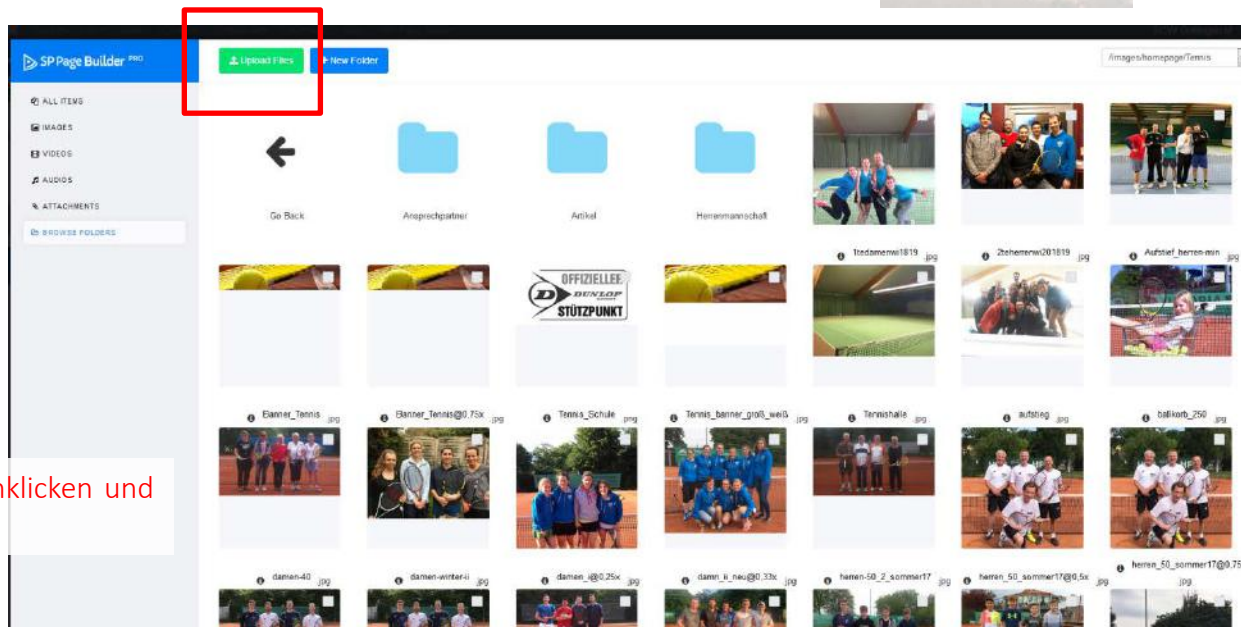 SP Page Builder PRO
Upload Files
+ New Folder
/images/homepage/Tennis
ALL ITEMS
IMAGES
VIDEOS
AUDIOS
ATTACHMENTS
BROWSE FOLDERS
Go Back
Ansprechpartner
Artikel
Herrenmannschaft
1tedamenwi1819 .jpg
2teherrenwi201819 .jpg
Aufstief_herren-min .jpg
OFFIZIELLER
DUNLOP
STÜTZPUNKT
Banner_Tennis .jpg
Banner_Tennis@0,75x .jpg
Tennis_Schule .png
Tennis_banner_groß_weiß .jpg
Tennishalle .jpg
aufstieg .jpg
ballkorb_250 .jpg
nklicken und
damen-40 .jpg
damen-winter-ii .jpg
damen_i@0,25x .jpg
damn_ii_neu@0,33x .jpg
herren-50_2_sommer17 .jpg
herren_50_sommer17@0,5x .jpg
herren_50_sommer17@0,75
.jpg